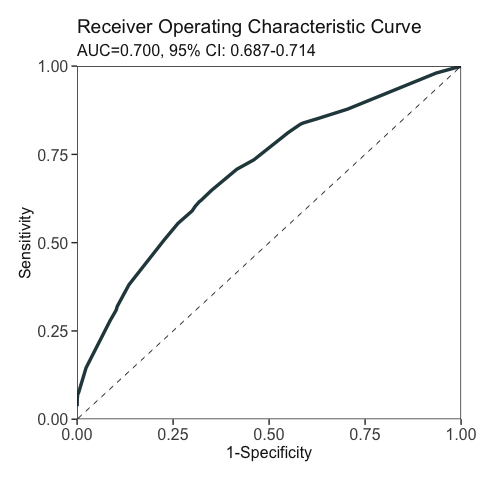 Receiver Operating Characteristic Curve
AUC=0.700, 95% CI: 0.687-0.714
1.00
0.75
0.50
0.25
0.00
Sensitivity
0.00 0.25 0.50 0.75 1.00
1-Specificity